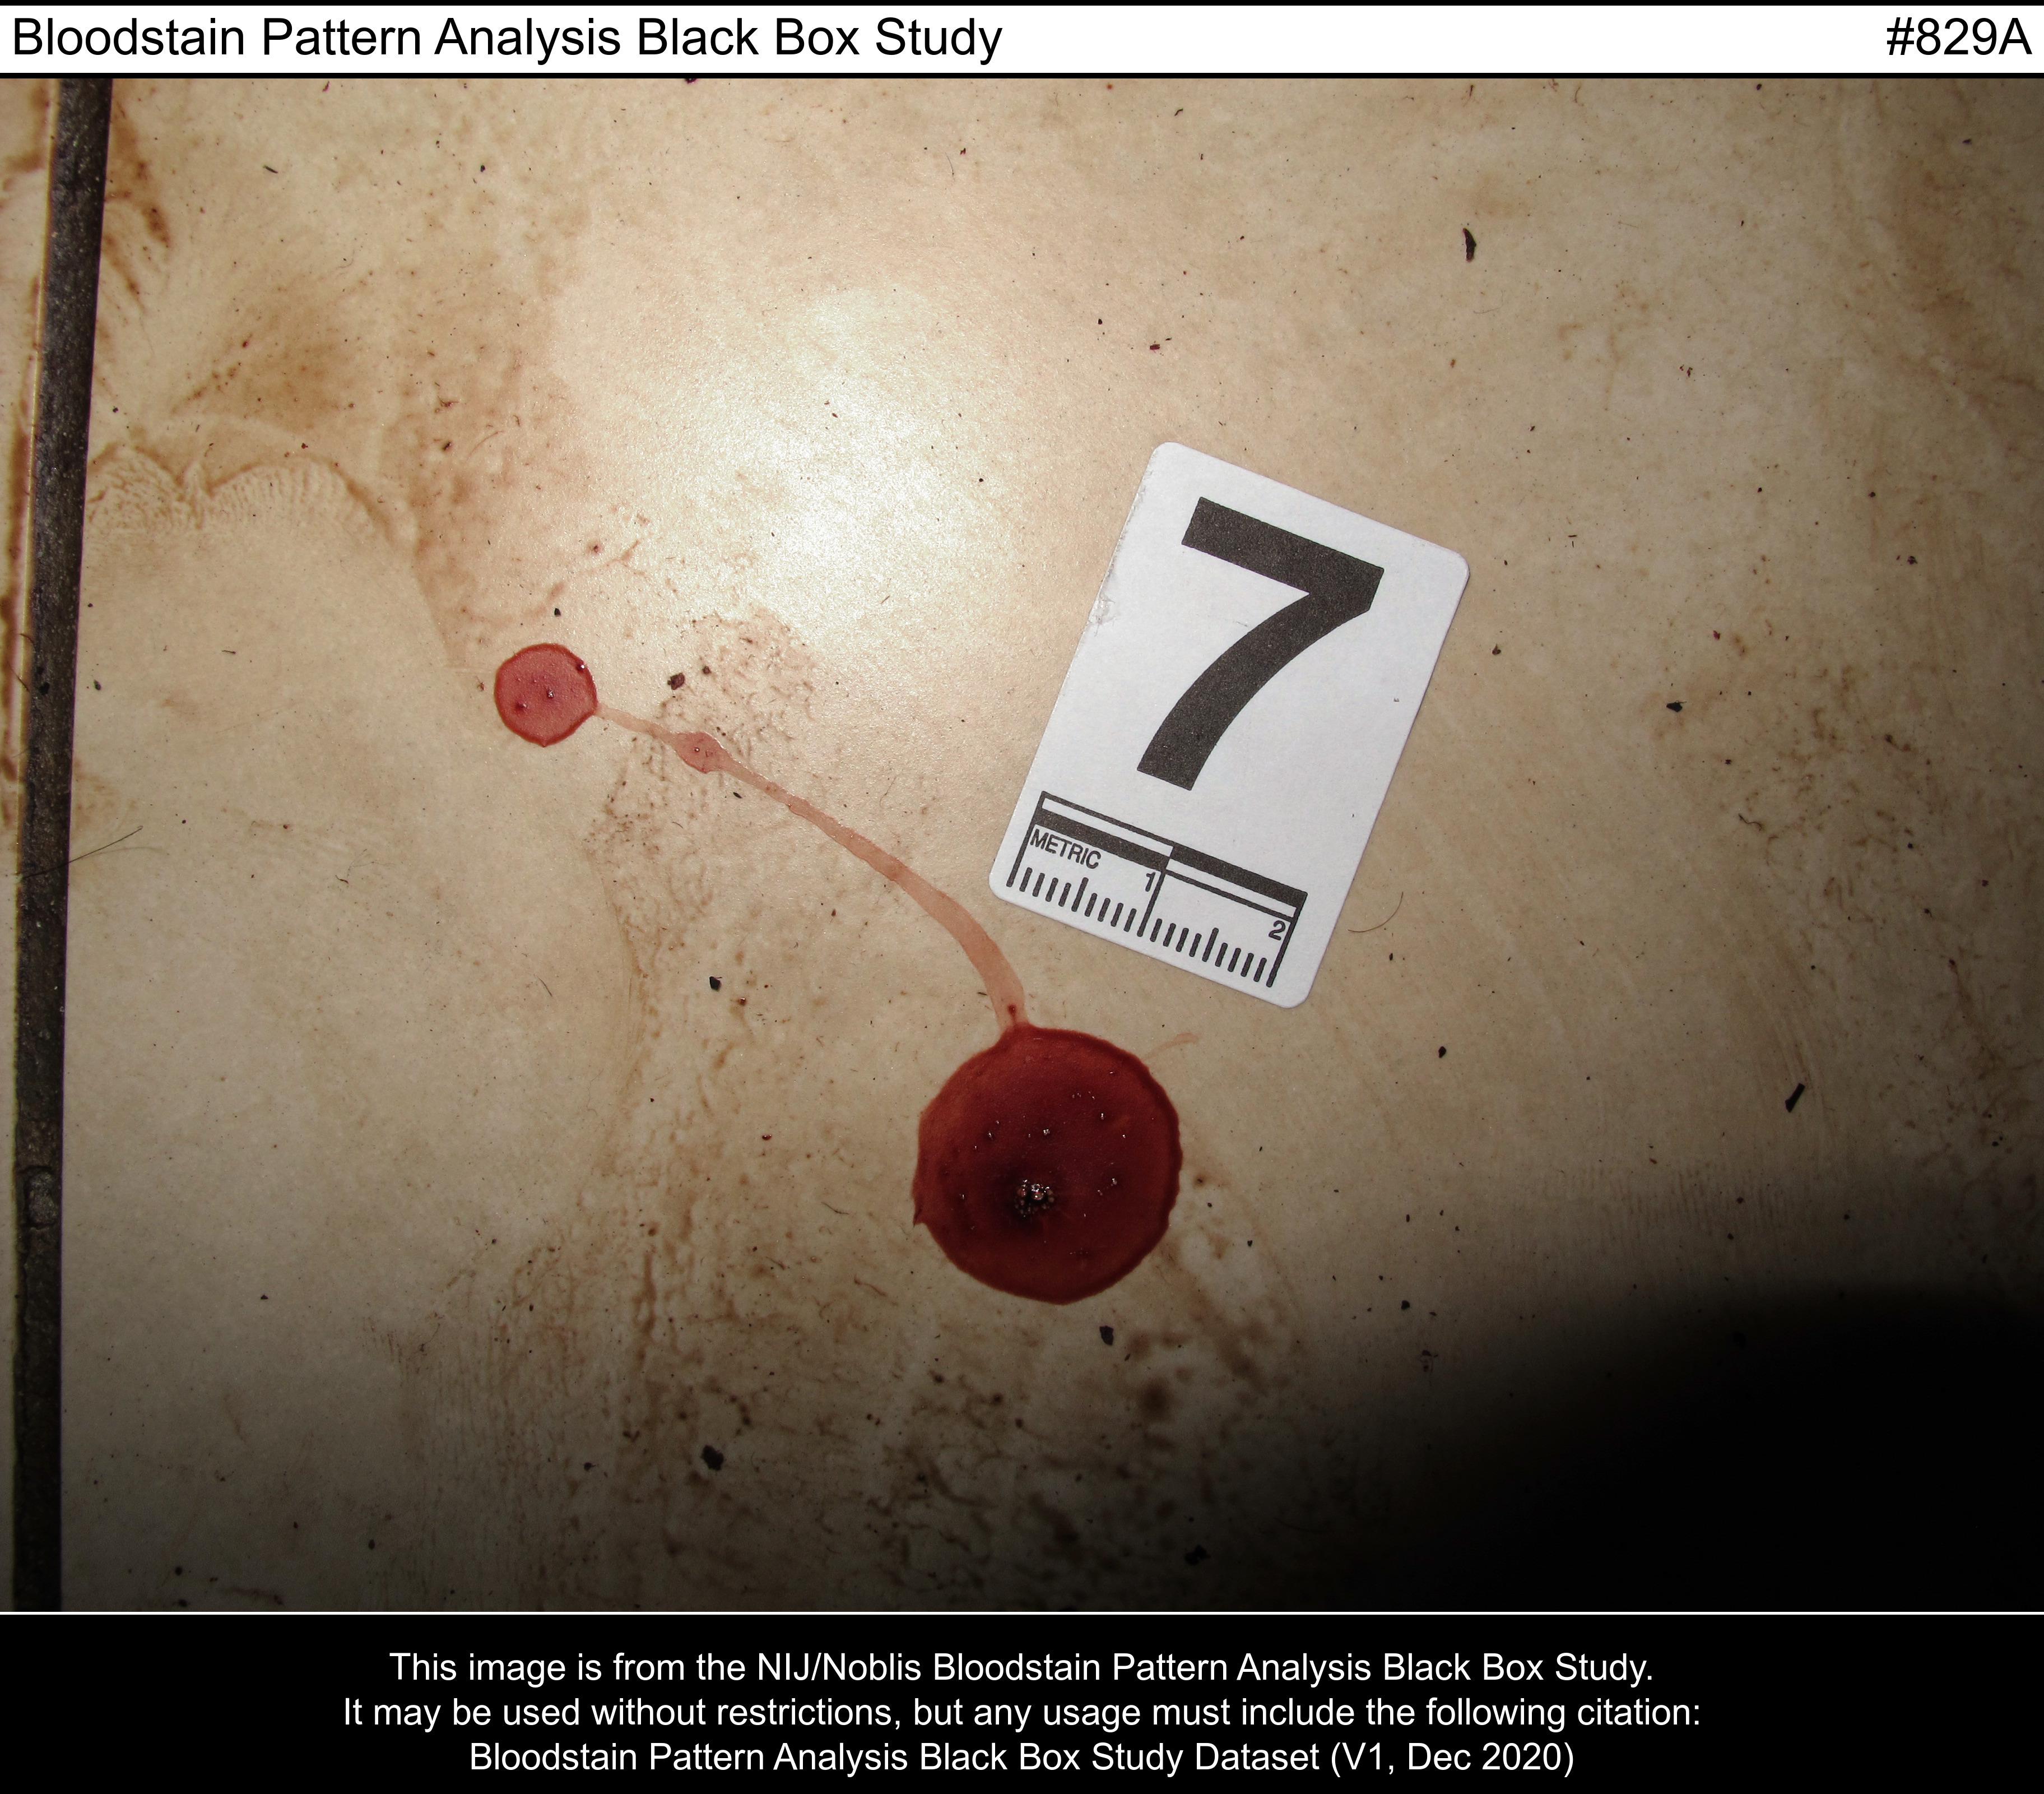 Bloodstain Pattern Analysis Black Box Study #829A
7
METRIC 1 2
This image is from the NIJ/Noblis Bloodstain Pattern Analysis Black Box Study.
It may be used without restrictions, but any usage must include the following citation:
Bloodstain Pattern Analysis Black Box Study Dataset (V1, Dec 2020)